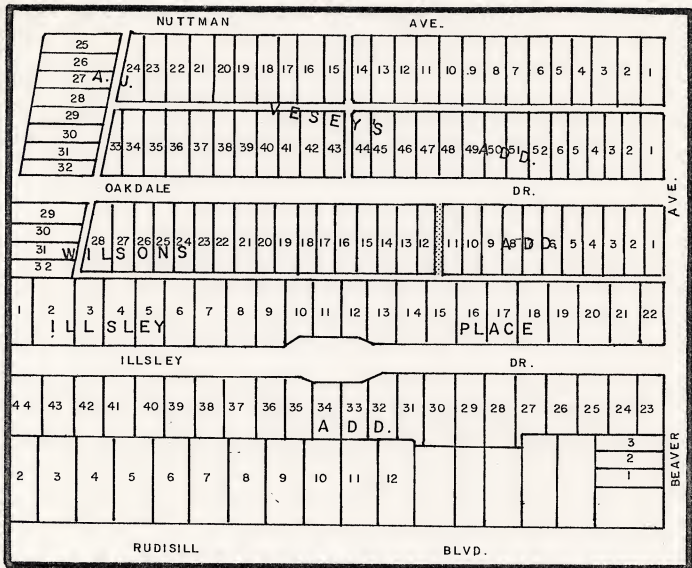 NUTTMAN AVE.
25
26
27 A. J.
28
29
30
31
32
24 23 22 21 20 19 18 17 16 15 14 13 12 11 10 .9 8 7 6 5 4 3 2 1
VESEY'S ADD.
33 34 35 36 37 38 39 40 41 42 43 44 45 46 47 48 49 50 51 52 6 5 4 3 2 1
OAKDALE DR.
AVE.
29
30
31
32
28 27 26 25 24 23 22 21 20 19 18 17 16 15 14 13 12 11 10 9 8 7 6 5 4 3 2 1
WILSONS ADD
1 2 3 4 5 6 7 8 9 10 11 12 13 14 15 16 17 18 19 20 21 22
ILLSLEY PLACE
ILLSLEY DR.
44 43 42 41 40 39 38 37 36 35 34 33 32 31 30 29 28 27 26 25 24 23
ADD.
3
2
1
BEAVER
2 3 4 5 6 7 8 9 10 11 12
RUDISILL BLVD.